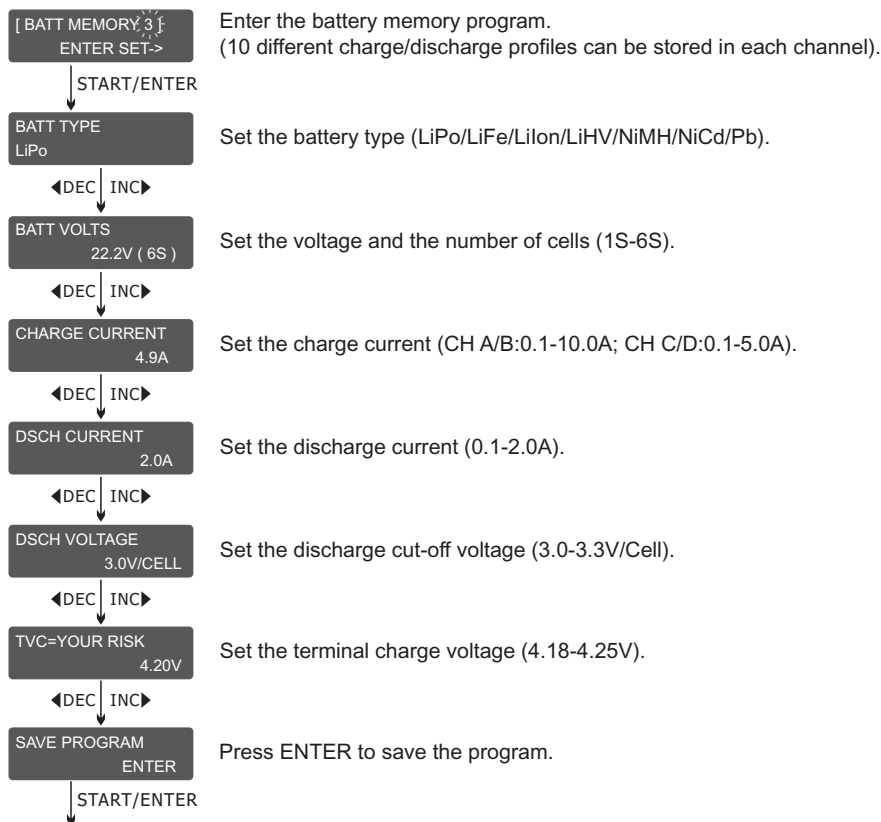 [ BATT MEMORY 3 ]
ENTER SET->
Enter the battery memory program.
(10 different charge/discharge profiles can be stored in each channel).
START/ENTER
BATT TYPE
LiPo
Set the battery type (LiPo/LiFe/LiIon/LiHV/NiMH/NiCd/Pb).
◀DEC INC▶
BATT VOLTS
22.2V ( 6S )
Set the voltage and the number of cells (1S-6S).
◀DEC INC▶
CHARGE CURRENT
4.9A
Set the charge current (CH A/B:0.1-10.0A; CH C/D:0.1-5.0A).
◀DEC INC▶
DSCH CURRENT
2.0A
Set the discharge current (0.1-2.0A).
◀DEC INC▶
DSCH VOLTAGE
3.0V/CELL
Set the discharge cut-off voltage (3.0-3.3V/Cell).
◀DEC INC▶
TVC=YOUR RISK
4.20V
Set the terminal charge voltage (4.18-4.25V).
◀DEC INC▶
SAVE PROGRAM
ENTER
Press ENTER to save the program.
START/ENTER